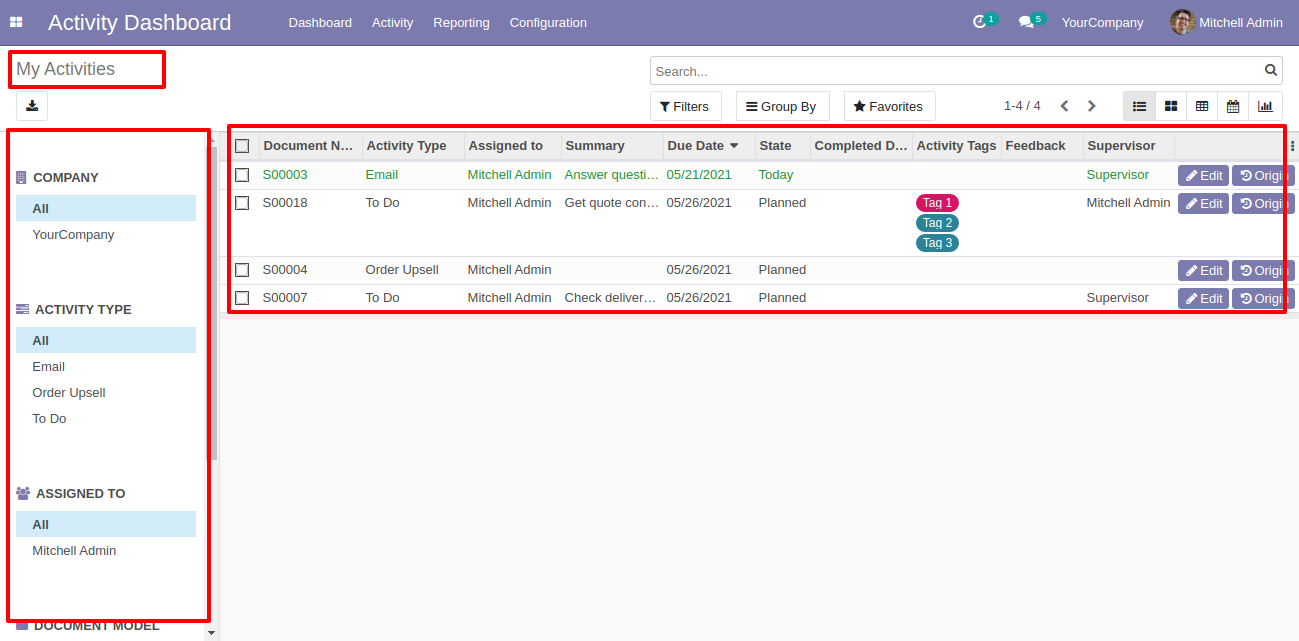 Activity Dashboard Dashboard Activity Reporting Configuration 1 5 YourCompany Mitchell Admin
My Activities
Search...
Filters Group By Favorites 1-4 / 4
COMPANY
All
YourCompany
ACTIVITY TYPE
All
Email
Order Upsell
To Do
ASSIGNED TO
All
Mitchell Admin
DOCUMENT MODEL
Document N... Activity Type Assigned to Summary Due Date State Completed D... Activity Tags Feedback Supervisor
S00003 Email Mitchell Admin Answer questi... 05/21/2021 Today Supervisor Edit Origin
S00018 To Do Mitchell Admin Get quote con... 05/26/2021 Planned Tag 1 Mitchell Admin Edit Origin
Tag 2
Tag 3
S00004 Order Upsell Mitchell Admin 05/26/2021 Planned Edit Origin
S00007 To Do Mitchell Admin Check deliver... 05/26/2021 Planned Supervisor Edit Origin